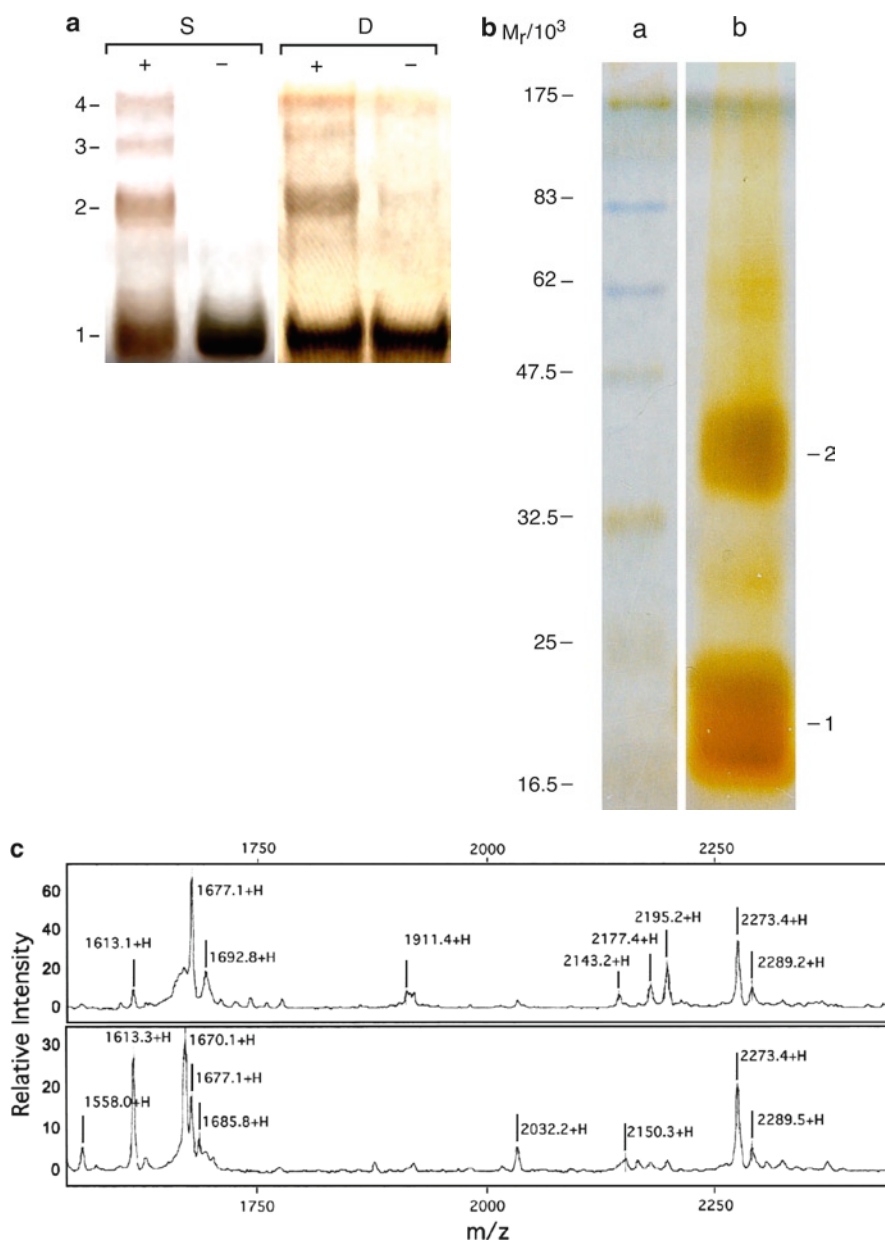 a
S D
+ − + −
4
3
2
1
b Mr/10³ a b
175
83
62
47.5
32.5
25
16.5
2
1
c
1750 2000 2250
60
40
20
0
1613.1+H
1677.1+H
1692.8+H
1911.4+H
2143.2+H
2177.4+H
2195.2+H
2273.4+H
2289.2+H
Relative Intensity
30
20
10
0
1558.0+H
1613.3+H
1670.1+H
1677.1+H
1685.8+H
2032.2+H
2150.3+H
2273.4+H
2289.5+H
1750 2000 2250
m/z